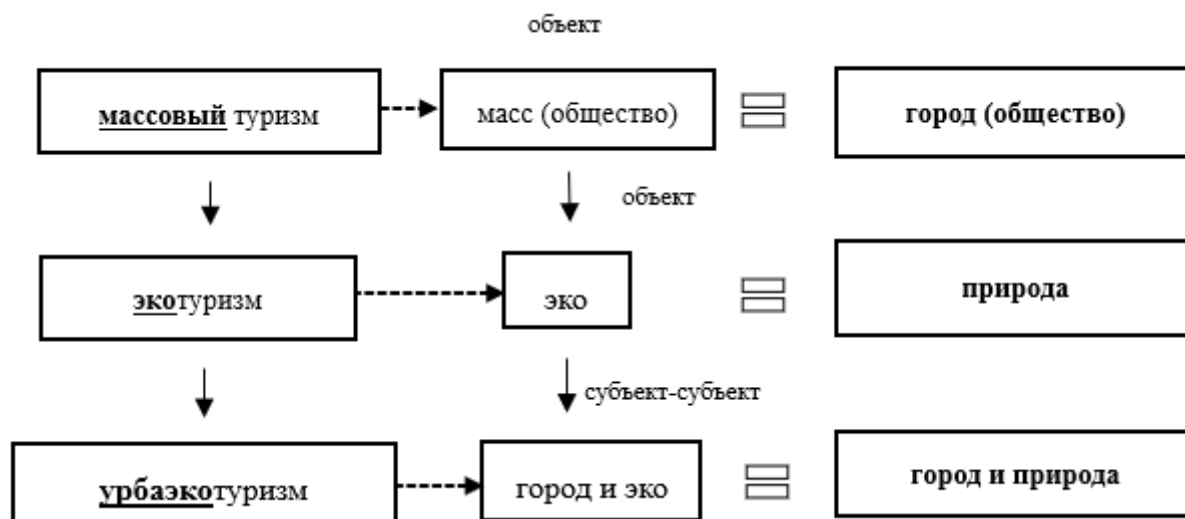 объект
массовый туризм
масс (общество)
город (общество)
объект
экотуризм
эко
природа
субъект-субъект
урбаэкотуризм
город и эко
город и природа